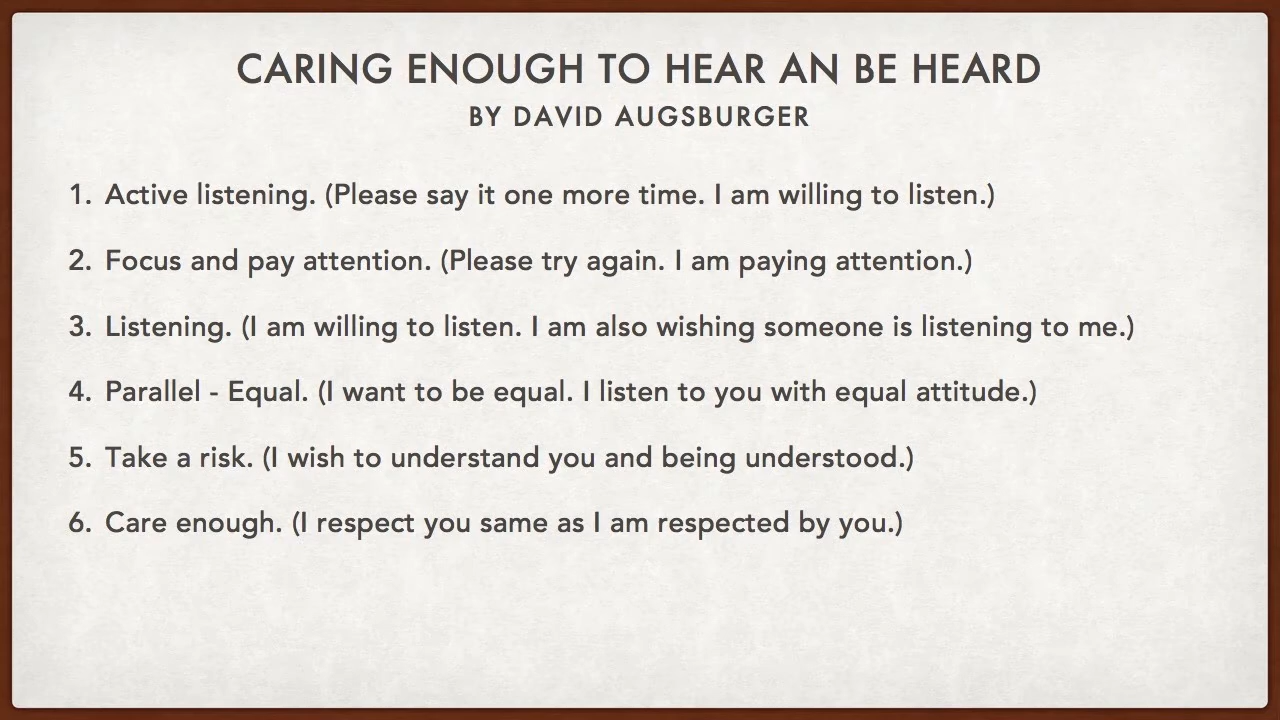 CARING ENOUGH TO HEAR AN BE HEARD
BY DAVID AUGSBURGER
1. Active listening. (Please say it one more time. I am willing to listen.)
2. Focus and pay attention. (Please try again. I am paying attention.)
3. Listening. (I am willing to listen. I am also wishing someone is listening to me.)
4. Parallel - Equal. (I want to be equal. I listen to you with equal attitude.)
5. Take a risk. (I wish to understand you and being understood.)
6. Care enough. (I respect you same as I am respected by you.)